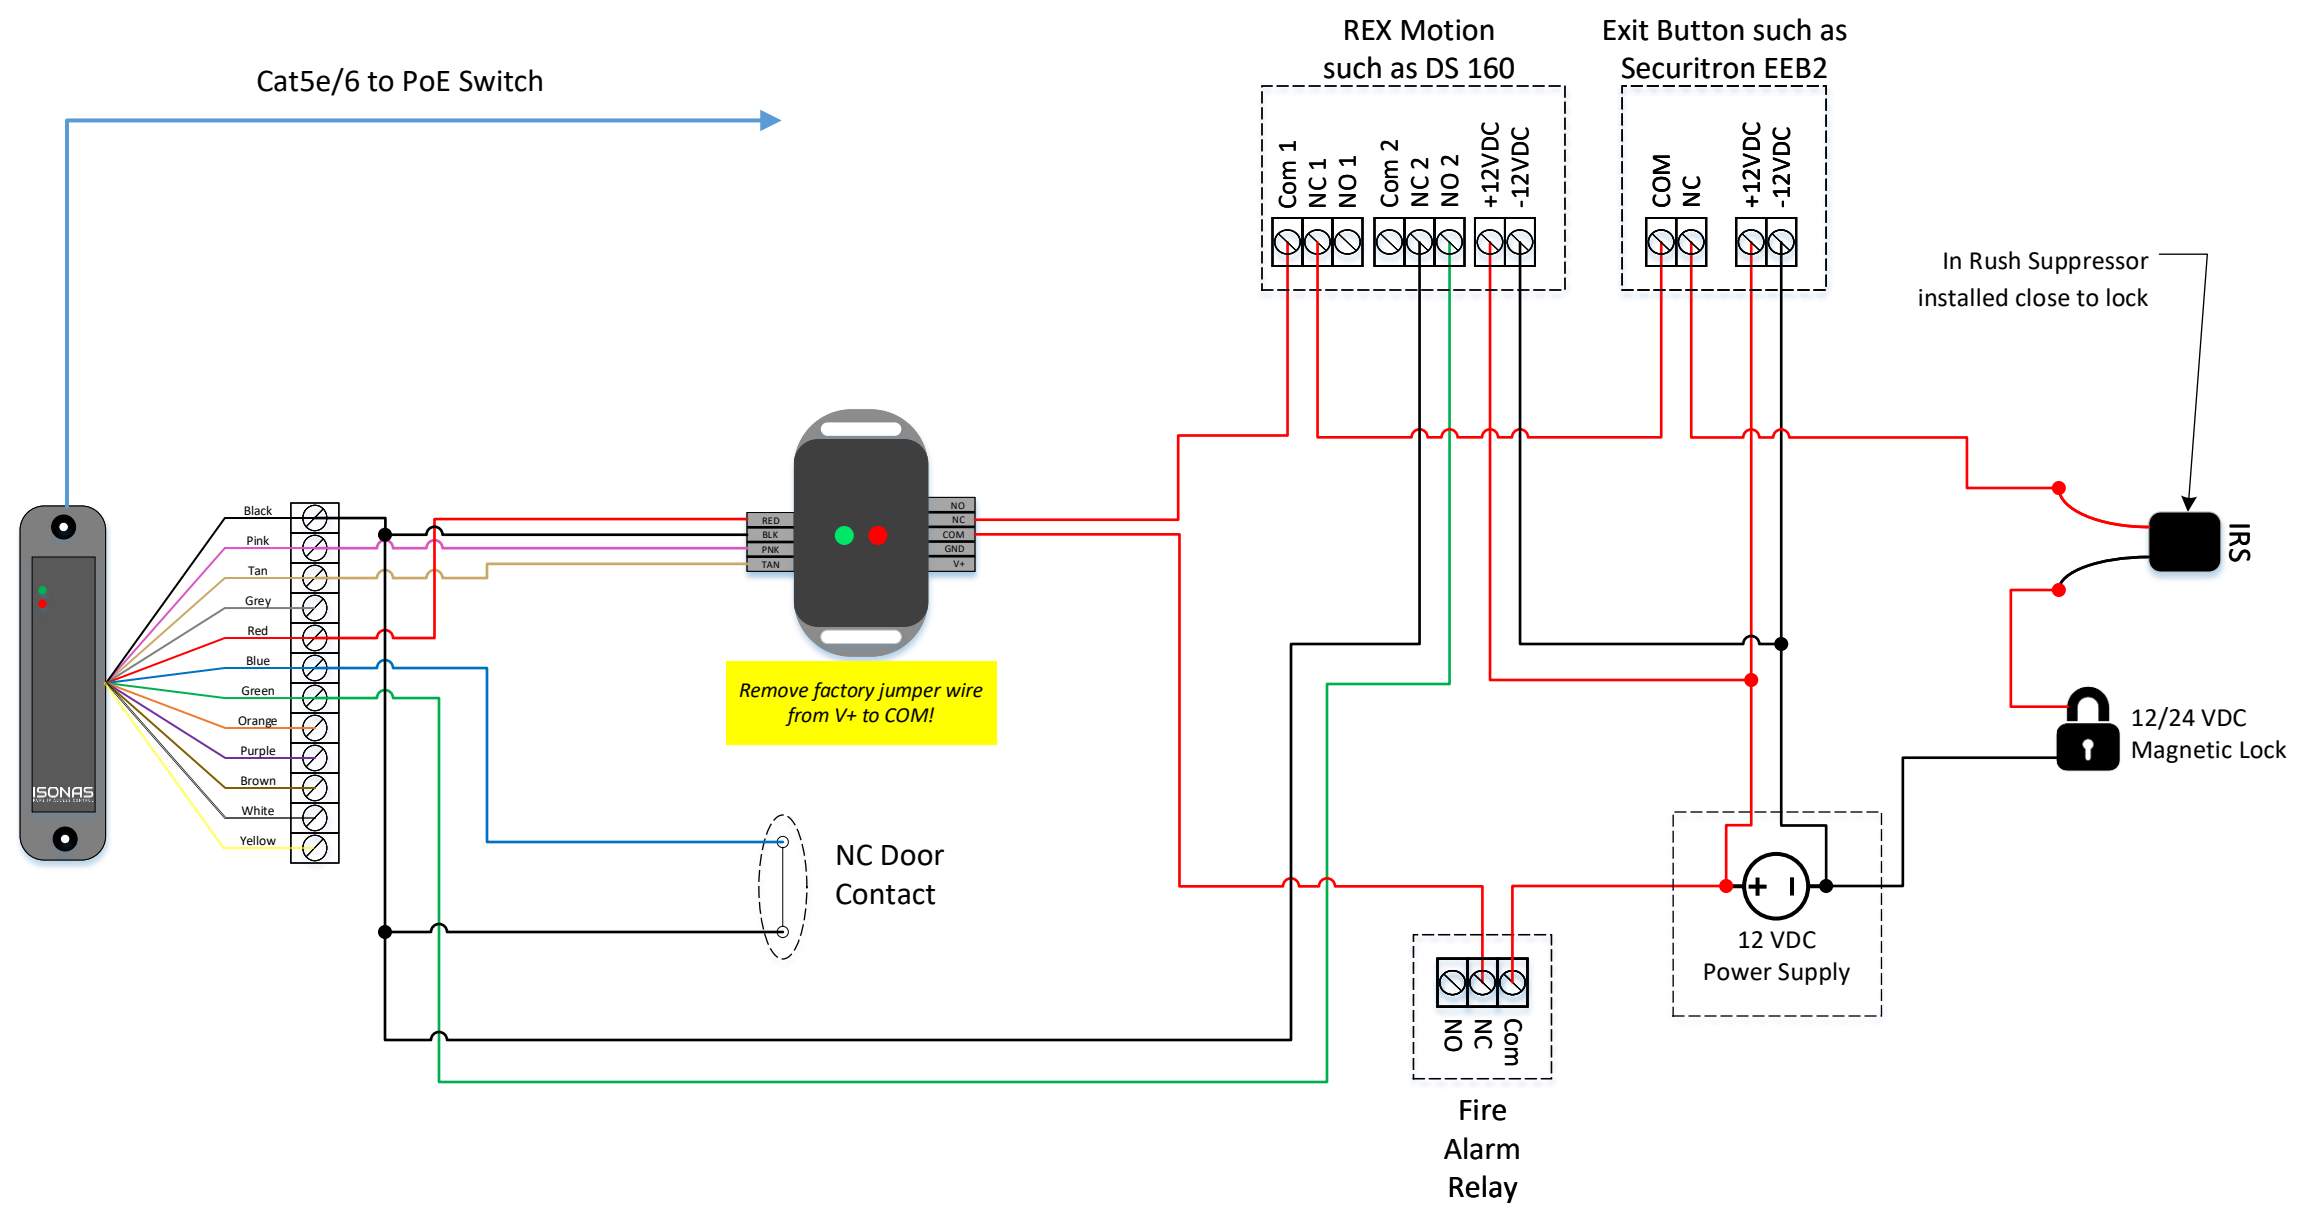 REX Motion
such as DS 160
Exit Button such as
Securitron EEB2
Cat5e/6 to PoE Switch
Com 1
NC 1
NO 1
Com 2
NC 2
NO 2
+12VDC
-12VDC
COM
NC
+12VDC
-12VDC
In Rush Suppressor
installed close to lock
IRS
Black
Pink
Tan
Grey
Red
Blue
Green
Orange
Purple
Brown
White
Yellow
ISONAS
RED
BLK
PNK
TAN
NO
NC
COM
GND
V+
Remove factory jumper wire
from V+ to COM!
12/24 VDC
Magnetic Lock
NC Door
Contact
12 VDC
Power Supply
NO
NC
Com
Fire
Alarm
Relay